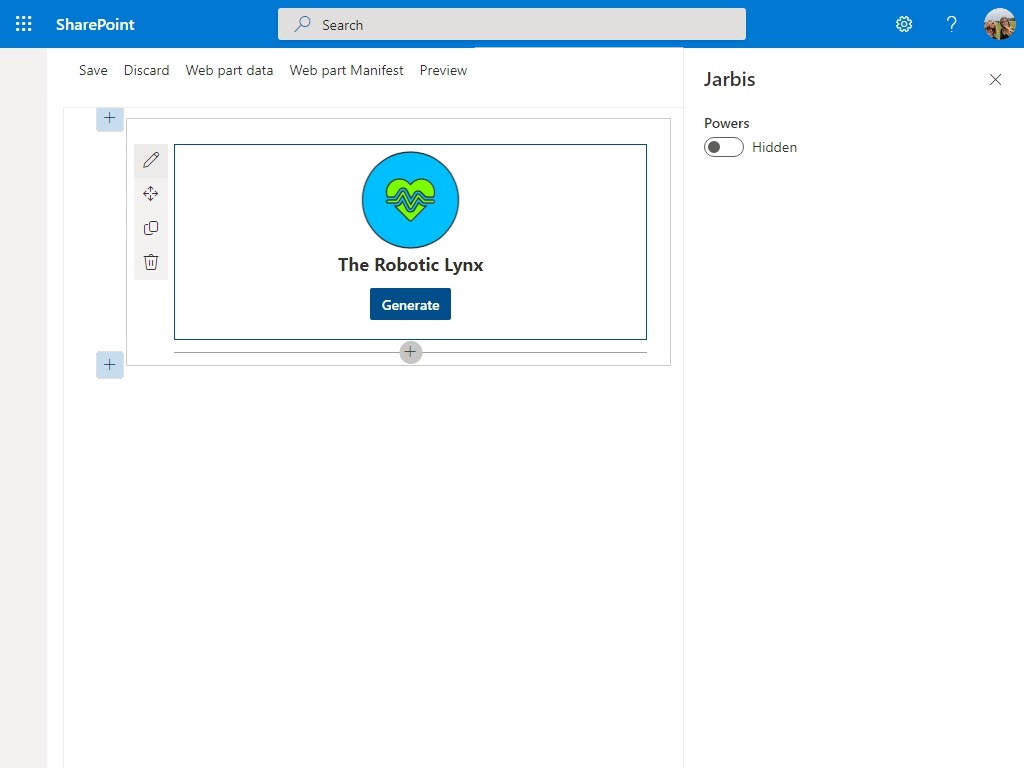 SharePoint
Search
Save Discard Web part data Web part Manifest Preview
Jarbis
Powers
Hidden
The Robotic Lynx
Generate